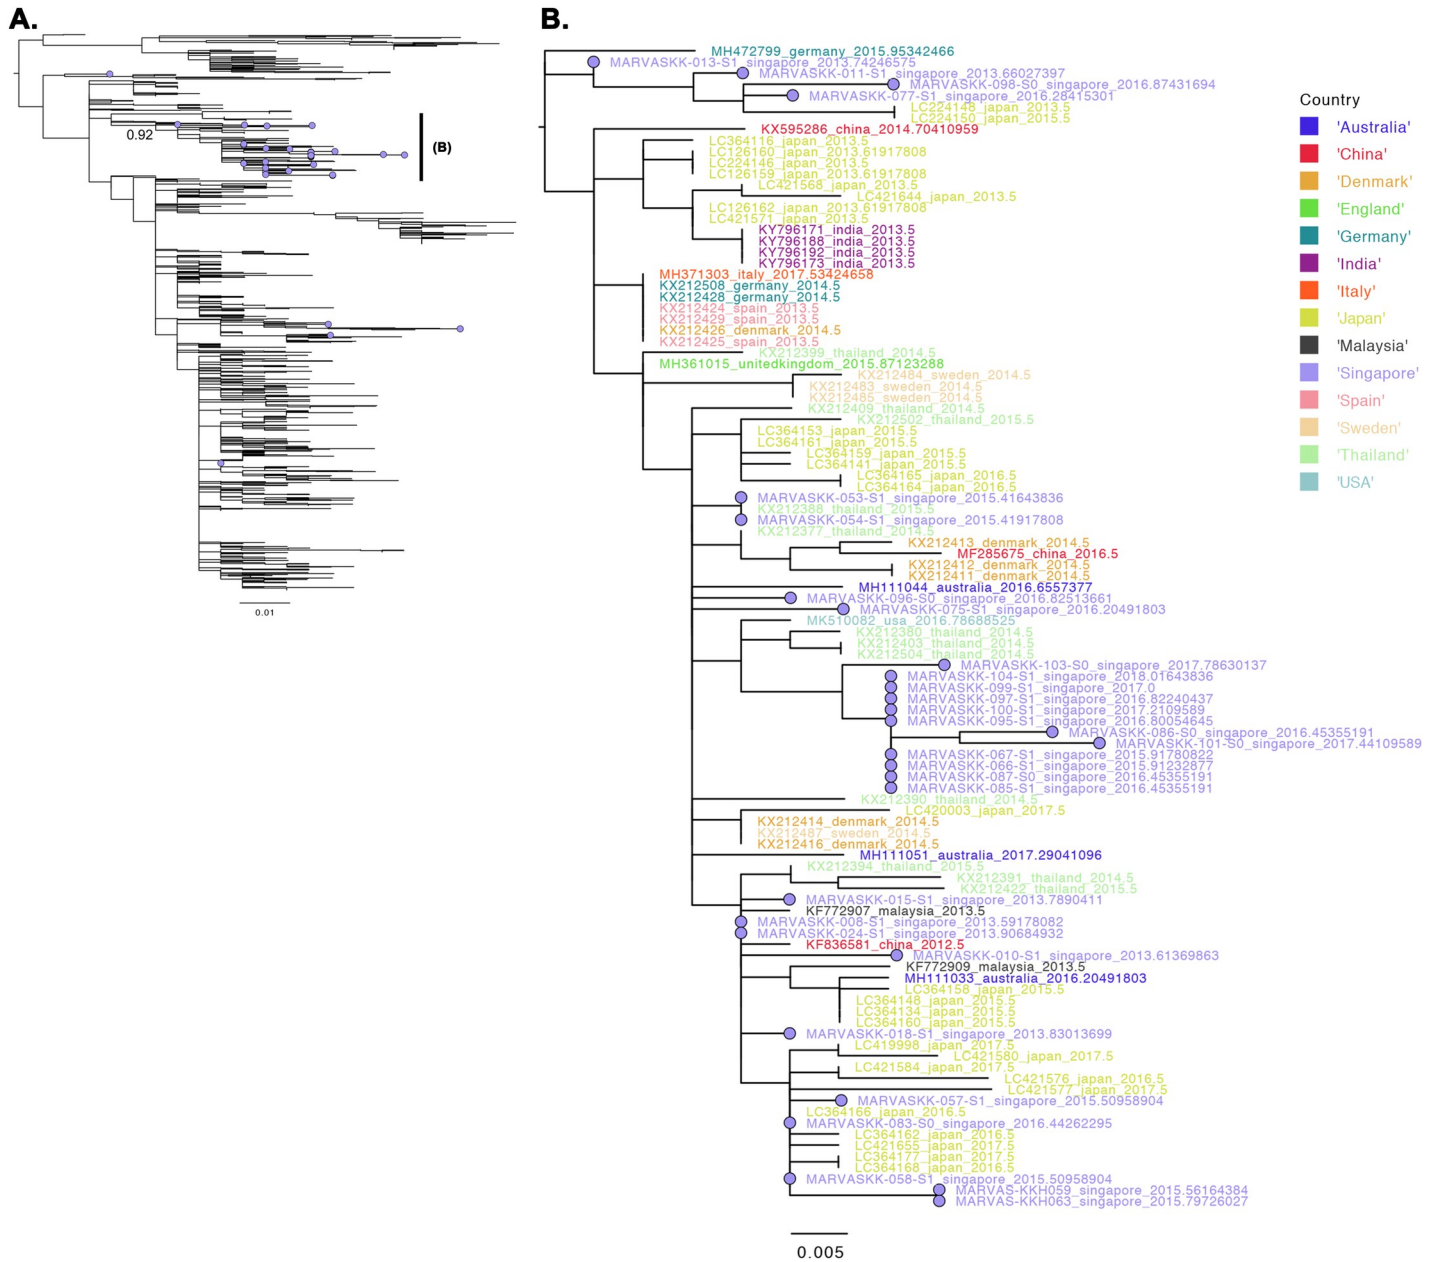 A.
0.92
(B)
0.01
B.
MH472799_germany_2015.95342466
MARVASKK-013-S1_singapore_2013.74246575
MARVASKK-011-S1_singapore_2013.66027397
MARVASKK-098-S0_singapore_2016.87431694
MARVASKK-077-S1_singapore_2016.28415301
LC224148_japan_2013.5
LC224150_japan_2015.5
KX595286_china_2014.70410959
LC364116_japan_2013.5
LC126160_japan_2013.61917808
LC224146_japan_2013.5
LC126159_japan_2013.61917808
LC421568_japan_2013.5
LC421644_japan_2013.5
LC126162_japan_2013.61917808
LC421571_japan_2013.5
KY796171_india_2013.5
KY796188_india_2013.5
KY796192_india_2013.5
KY796173_india_2013.5
MH371303_italy_2017.53424658
KX212508_germany_2014.5
KX212428_germany_2014.5
KX212424_spain_2013.5
KX212429_spain_2013.5
KX212426_denmark_2014.5
KX212425_spain_2013.5
KX212399_thailand_2014.5
MH361015_unitedkingdom_2015.87123288
KX212484_sweden_2014.5
KX212483_sweden_2014.5
KX212485_sweden_2014.5
KX212409_thailand_2014.5
KX212502_thailand_2015.5
LC364153_japan_2015.5
LC364161_japan_2015.5
LC364159_japan_2015.5
LC364141_japan_2015.5
LC364165_japan_2016.5
LC364164_japan_2016.5
MARVASKK-053-S1_singapore_2015.41643836
KX212388_thailand_2015.5
MARVASKK-054-S1_singapore_2015.41917808
KX212377_thailand_2014.5
KX212413_denmark_2014.5
MF285675_china_2016.5
KX212412_denmark_2014.5
KX212411_denmark_2014.5
MH111044_australia_2016.6557377
MARVASKK-096-S0_singapore_2016.82513661
MARVASKK-075-S1_singapore_2016.20491803
MK510082_usa_2016.78688525
KX212380_thailand_2014.5
KX212403_thailand_2014.5
KX212504_thailand_2014.5
MARVASKK-103-S0_singapore_2017.78630137
MARVASKK-104-S1_singapore_2018.01643836
MARVASKK-099-S1_singapore_2017.0
MARVASKK-097-S1_singapore_2016.82240437
MARVASKK-100-S1_singapore_2017.2109589
MARVASKK-095-S1_singapore_2016.80054645
MARVASKK-086-S0_singapore_2016.45355191
MARVASKK-101-S0_singapore_2017.44109589
MARVASKK-067-S1_singapore_2015.91780822
MARVASKK-066-S1_singapore_2015.91232877
MARVASKK-087-S0_singapore_2016.45355191
MARVASKK-085-S1_singapore_2016.45355191
KX212390_thailand_2014.5
LC420003_japan_2017.5
KX212414_denmark_2014.5
KX212487_sweden_2014.5
KX212416_denmark_2014.5
MH111051_australia_2017.29041096
KX212394_thailand_2015.5
KX212391_thailand_2014.5
KX212422_thailand_2015.5
MARVASKK-015-S1_singapore_2013.7890411
KF772907_malaysia_2013.5
MARVASKK-008-S1_singapore_2013.59178082
MARVASKK-024-S1_singapore_2013.90684932
KF836581_china_2012.5
MARVASKK-010-S1_singapore_2013.61369863
KF772909_malaysia_2013.5
MH111033_australia_2016.20491803
LC364158_japan_2015.5
LC364148_japan_2015.5
LC364134_japan_2015.5
LC364160_japan_2015.5
MARVASKK-018-S1_singapore_2013.83013699
LC419998_japan_2017.5
LC421580_japan_2017.5
LC421584_japan_2017.5
LC421576_japan_2016.5
LC421577_japan_2017.5
MARVASKK-057-S1_singapore_2015.50958904
LC364166_japan_2016.5
MARVASKK-083-S0_singapore_2016.44262295
LC364162_japan_2016.5
LC421655_japan_2017.5
LC364177_japan_2017.5
LC364168_japan_2016.5
MARVASKK-058-S1_singapore_2015.50958904
MARVAS-KKH059_singapore_2015.56164384
MARVAS-KKH063_singapore_2015.79726027
0.005
Country
'Australia'
'China'
'Denmark'
'England'
'Germany'
'India'
'Italy'
'Japan'
'Malaysia'
'Singapore'
'Spain'
'Sweden'
'Thailand'
'USA'